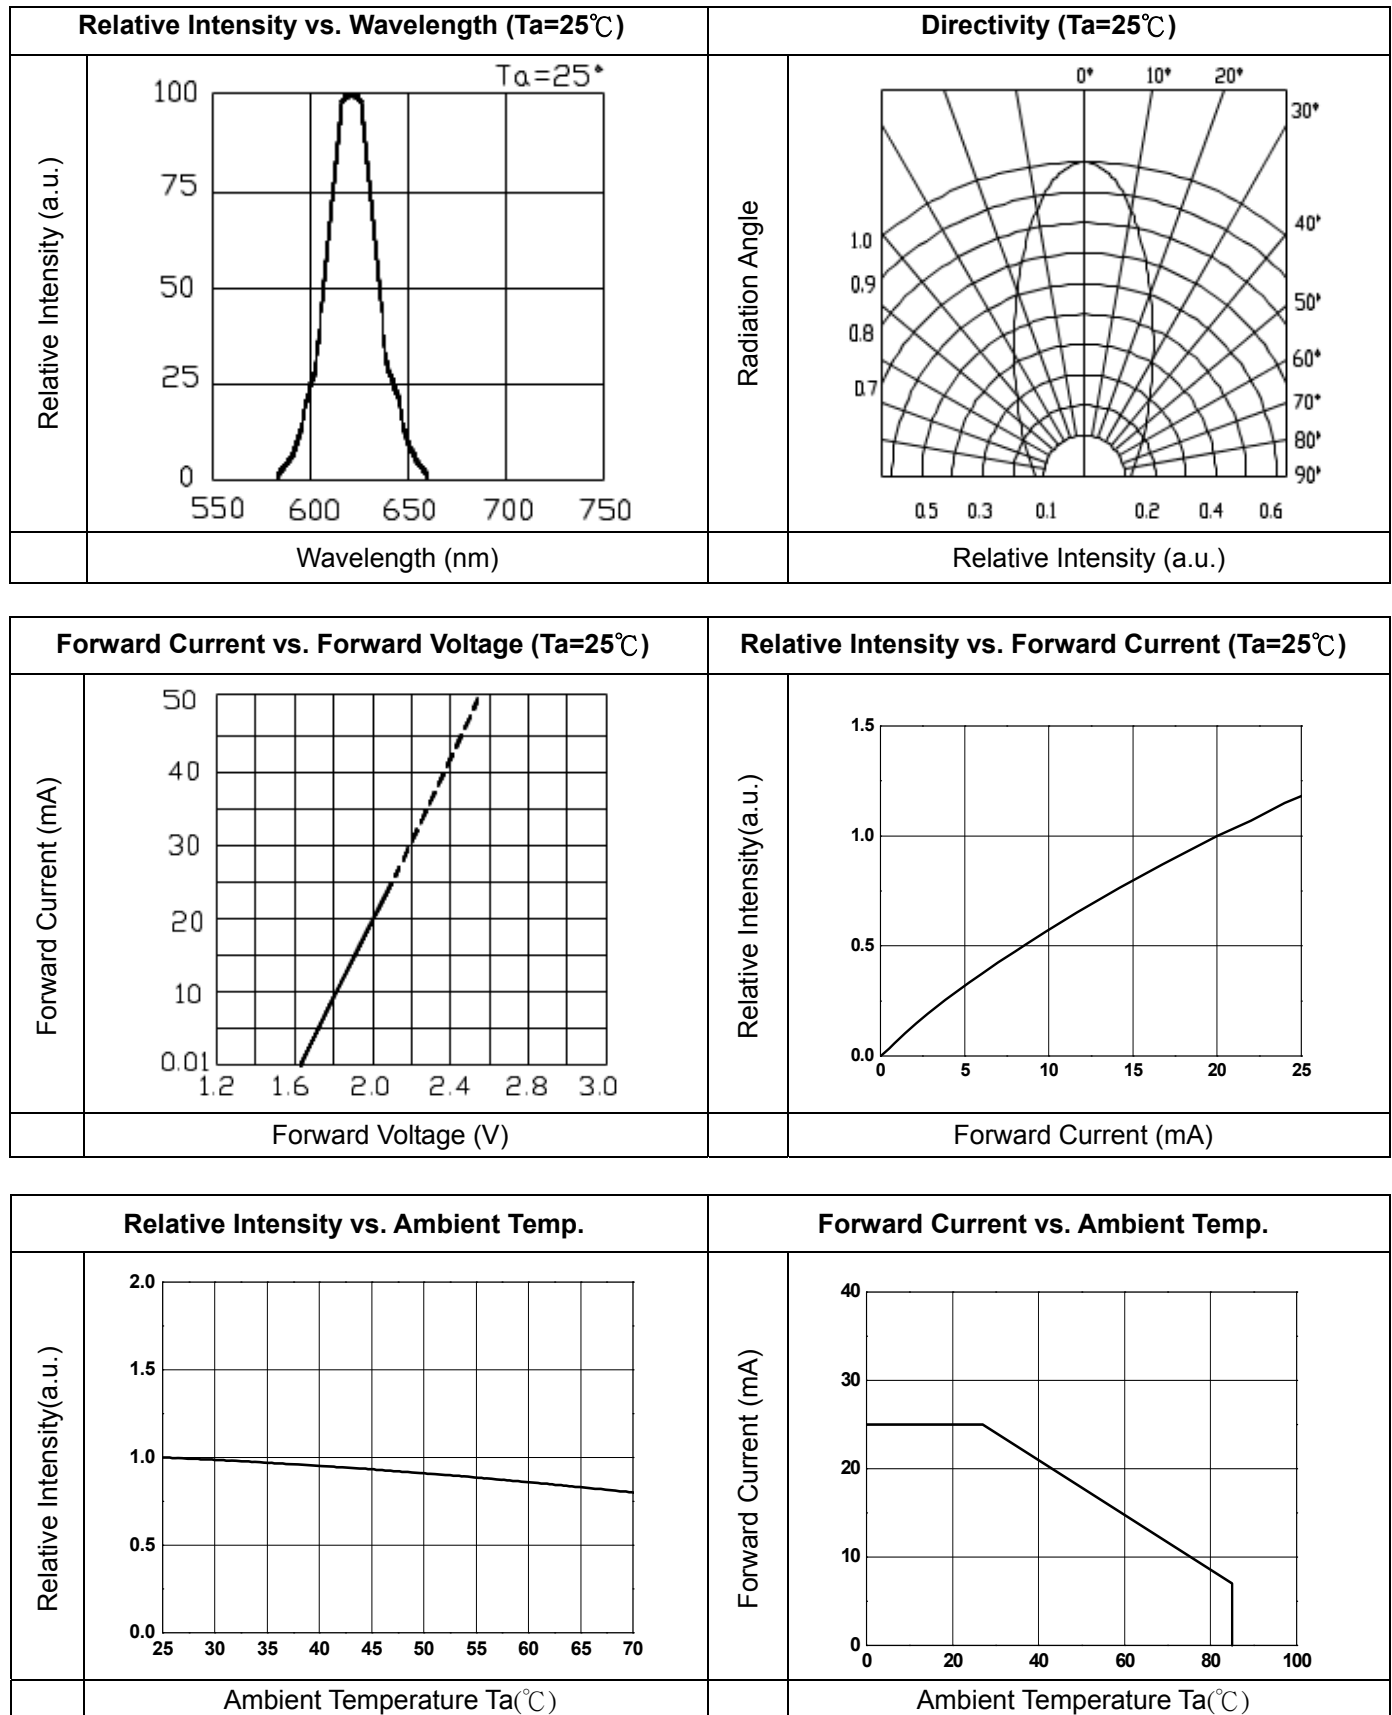 Relative Intensity vs. Wavelength (Ta=25℃)
Directivity (Ta=25℃)
Relative Intensity (a.u.)
Ta=25°
100
75
50
25
0
550 600 650 700 750
Wavelength (nm)
Radiation Angle
0° 10° 20°
30°
40°
50°
60°
70°
80°
90°
1.0
0.9
0.8
0.7
0.5 0.3 0.1 0.2 0.4 0.6
Relative Intensity (a.u.)
Forward Current vs. Forward Voltage (Ta=25℃)
Relative Intensity vs. Forward Current (Ta=25℃)
Forward Current (mA)
50
40
30
20
10
0.01
1.2 1.6 2.0 2.4 2.8 3.0
Forward Voltage (V)
Relative Intensity(a.u.)
1.5
1.0
0.5
0.0
0 5 10 15 20 25
Forward Current (mA)
Relative Intensity vs. Ambient Temp.
Forward Current vs. Ambient Temp.
Relative Intensity(a.u.)
2.0
1.5
1.0
0.5
0.0
25 30 35 40 45 50 55 60 65 70
Ambient Temperature Ta(℃)
Forward Current (mA)
40
30
20
10
0
0 20 40 60 80 100
Ambient Temperature Ta(℃)